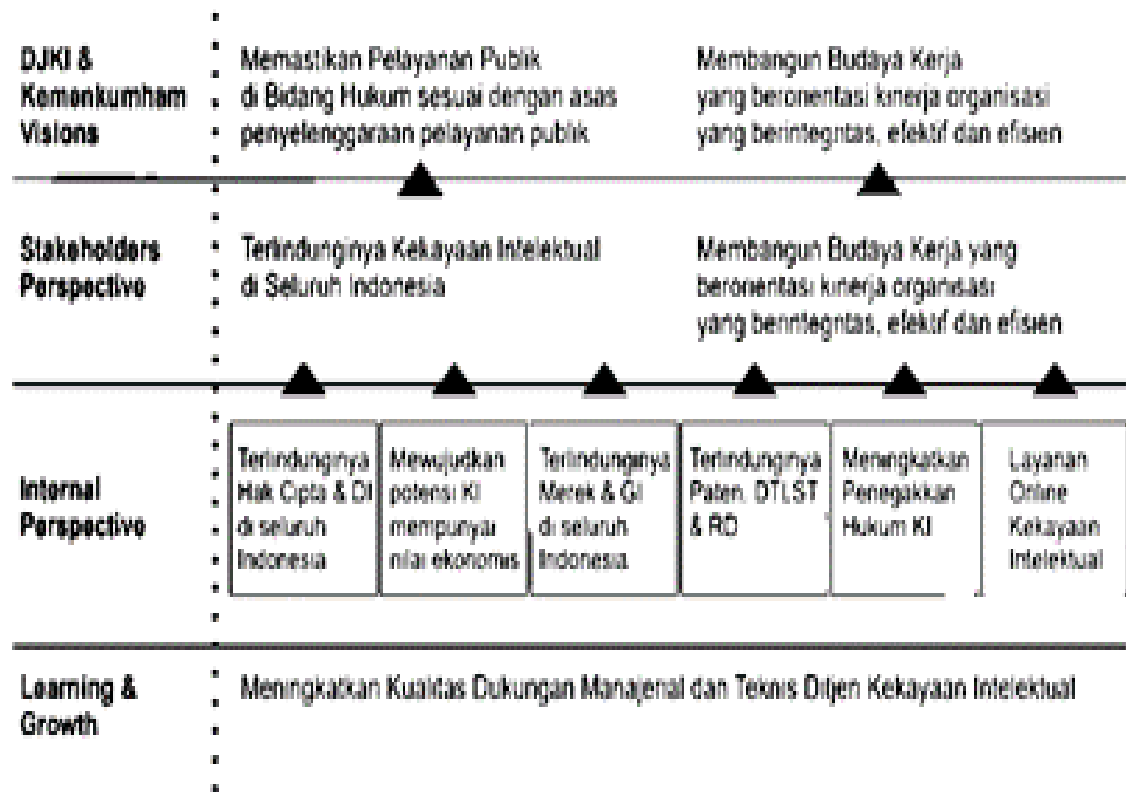 DJKI &
Kemenkumham
Visions
Memastikan Pelayanan Publik
di Bidang Hukum sesuai dengan asas
penyelenggaraan pelayanan publik
Membangun Budaya Kerja
yang berorientasi kinerja organisasi
yang berintegritas, efektif dan efisien
Stakeholders
Perspective
Terlindunginya Kekayaan Intelektual
di Seluruh Indonesia
Membangun Budaya Kerja yang
berorientasi kinerja organisasi
yang berintegritas, efektif dan efisien
Internal
Perspective
Terlindunginya
Hak Cipta & DI
di seluruh
Indonesia
Mewujudkan
potensi KI
mempunyai
nilai ekonomis
Terlindunginya
Merek & GI
di seluruh
Indonesia
Terlindunginya
Paten, DTLST
& RD
Meningkatkan
Penegakkan
Hukum KI
Layanan
Online
Kekayaan
Intelektual
Learning &
Growth
Meningkatkan Kualitas Dukungan Manajerial dan Teknis Ditjen Kekayaan Intelektual